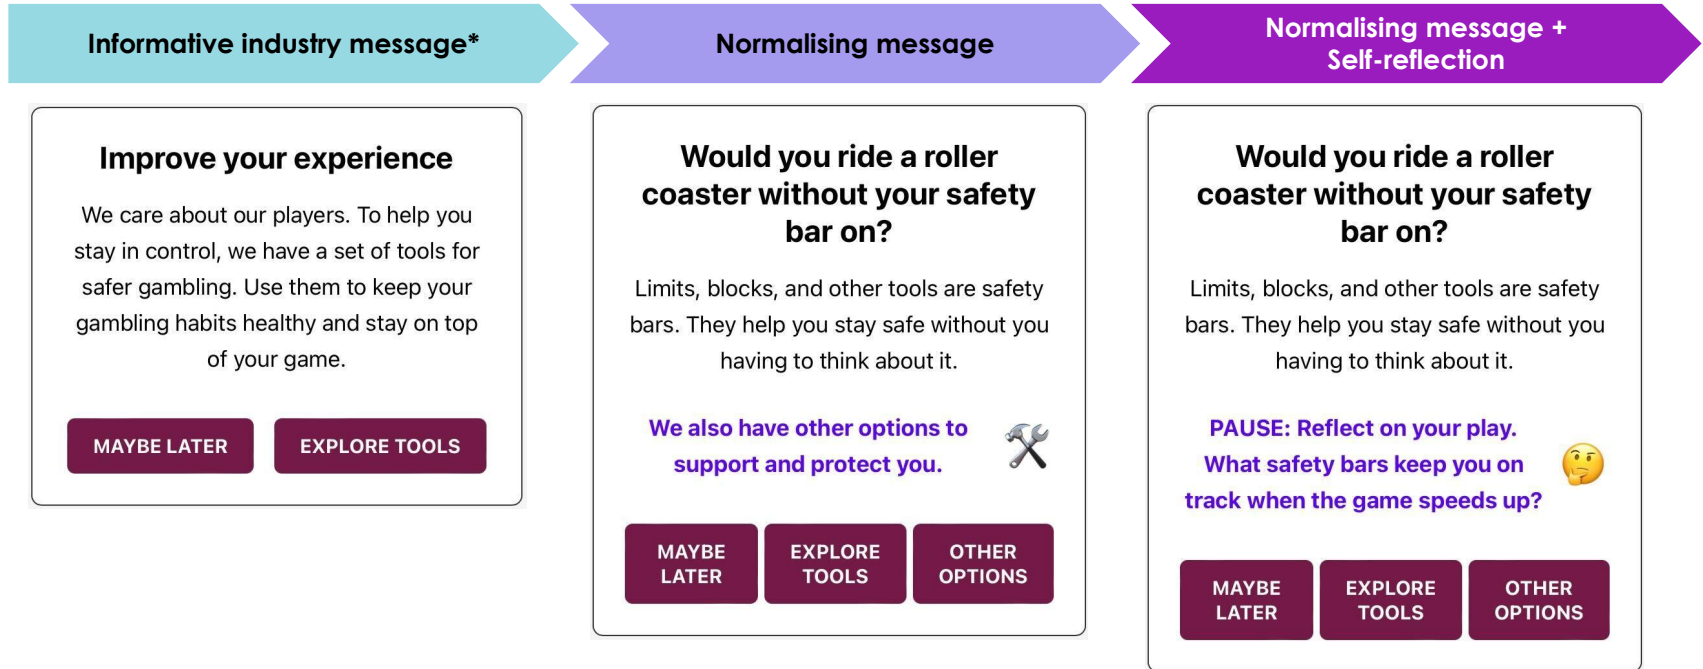 Informative industry message*
Normalising message
Normalising message +
Self-reflection
Improve your experience
We care about our players. To help you
stay in control, we have a set of tools for
safer gambling. Use them to keep your
gambling habits healthy and stay on top
of your game.
MAYBE LATER
EXPLORE TOOLS
Would you ride a roller
coaster without your safety
bar on?
Limits, blocks, and other tools are safety
bars. They help you stay safe without you
having to think about it.
We also have other options to
support and protect you.
MAYBE
LATER
EXPLORE
TOOLS
OTHER
OPTIONS
Would you ride a roller
coaster without your safety
bar on?
Limits, blocks, and other tools are safety
bars. They help you stay safe without you
having to think about it.
PAUSE: Reflect on your play.
What safety bars keep you on
track when the game speeds up?
MAYBE
LATER
EXPLORE
TOOLS
OTHER
OPTIONS